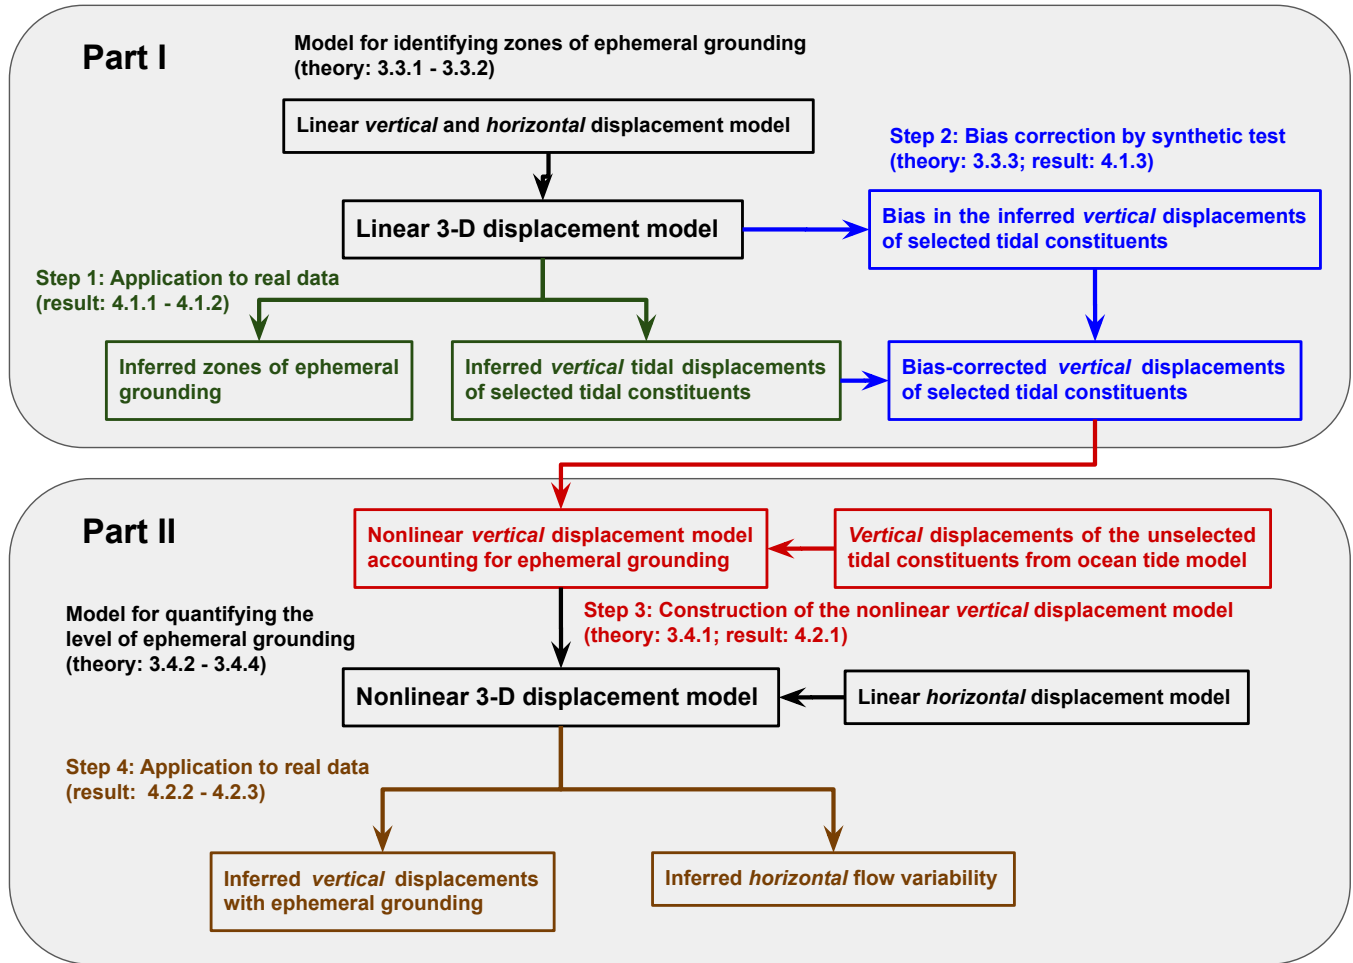 Part I
Model for identifying zones of ephemeral grounding
(theory: 3.3.1 - 3.3.2)
Linear vertical and horizontal displacement model
Step 2: Bias correction by synthetic test
(theory: 3.3.3; result: 4.1.3)
Linear 3-D displacement model
Bias in the inferred vertical displacements
of selected tidal constituents
Step 1: Application to real data
(result: 4.1.1 - 4.1.2)
Inferred zones of ephemeral
grounding
Inferred vertical tidal displacements
of selected tidal constituents
Bias-corrected vertical displacements
of selected tidal constituents
Part II
Nonlinear vertical displacement model
accounting for ephemeral grounding
Vertical displacements of the unselected
tidal constituents from ocean tide model
Step 3: Construction of the nonlinear vertical displacement model
(theory: 3.4.1; result: 4.2.1)
Model for quantifying the
level of ephemeral grounding
(theory: 3.4.2 - 3.4.4)
Nonlinear 3-D displacement model
Linear horizontal displacement model
Step 4: Application to real data
(result: 4.2.2 - 4.2.3)
Inferred vertical displacements
with ephemeral grounding
Inferred horizontal flow variability